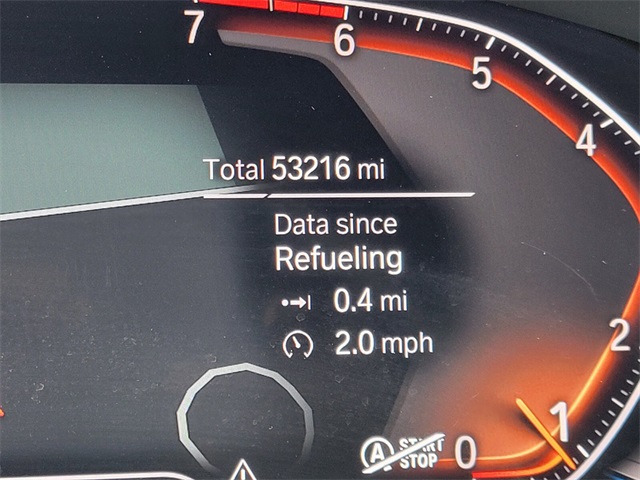 7
6
5
4
Total 53216 mi
Data since
Refueling
0.4 mi
2.0 mph
2
1
A START STOP
0